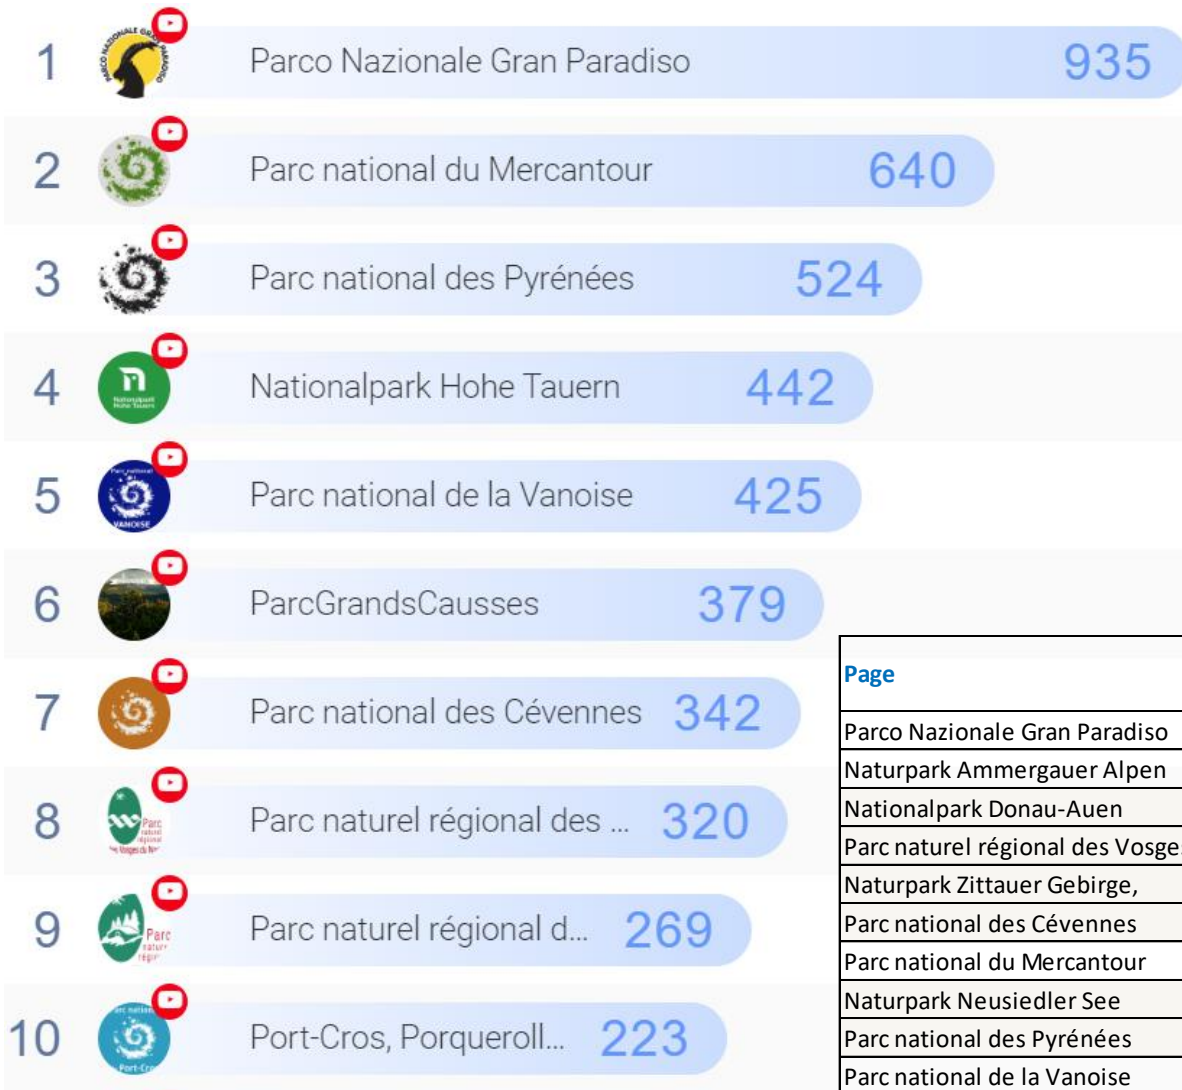 1 Parco Nazionale Gran Paradiso 935
2 Parc national du Mercantour 640
3 Parc national des Pyrénées 524
4 Nationalpark Hohe Tauern 442
5 Parc national de la Vanoise 425
6 ParcGrandsCausses 379
7 Parc national des Cévennes 342
8 Parc naturel régional des ... 320
9 Parc naturel régional d... 269
10 Port-Cros, Porqueroll... 223
Page
Parco Nazionale Gran Paradiso
Naturpark Ammergauer Alpen
Nationalpark Donau-Auen
Parc naturel régional des Vosges
Naturpark Zittauer Gebirge,
Parc national des Cévennes
Parc national du Mercantour
Naturpark Neusiedler See
Parc national des Pyrénées
Parc national de la Vanoise